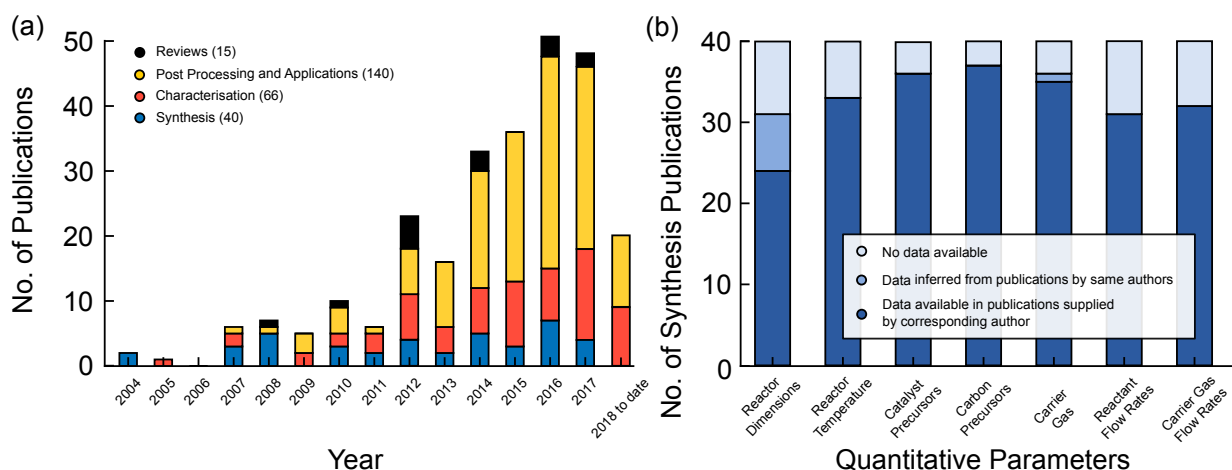 (a)
No. of Publications
50
40
30
20
10
0
Reviews (15)
Post Processing and Applications (140)
Characterisation (66)
Synthesis (40)
2004
2005
2006
2007
2008
2009
2010
2011
2012
2013
2014
2015
2016
2017
2018 to date
Year
(b)
No. of Synthesis Publications
40
30
20
10
0
No data available
Data inferred from publications by same authors
Data available in publications supplied
by corresponding author
Reactor
Dimensions
Reactor
Temperature
Catalyst
Precursors
Carbon
Precursors
Carrier
Gas
Reactant
Flow Rates
Carrier Gas
Flow Rates
Quantitative Parameters